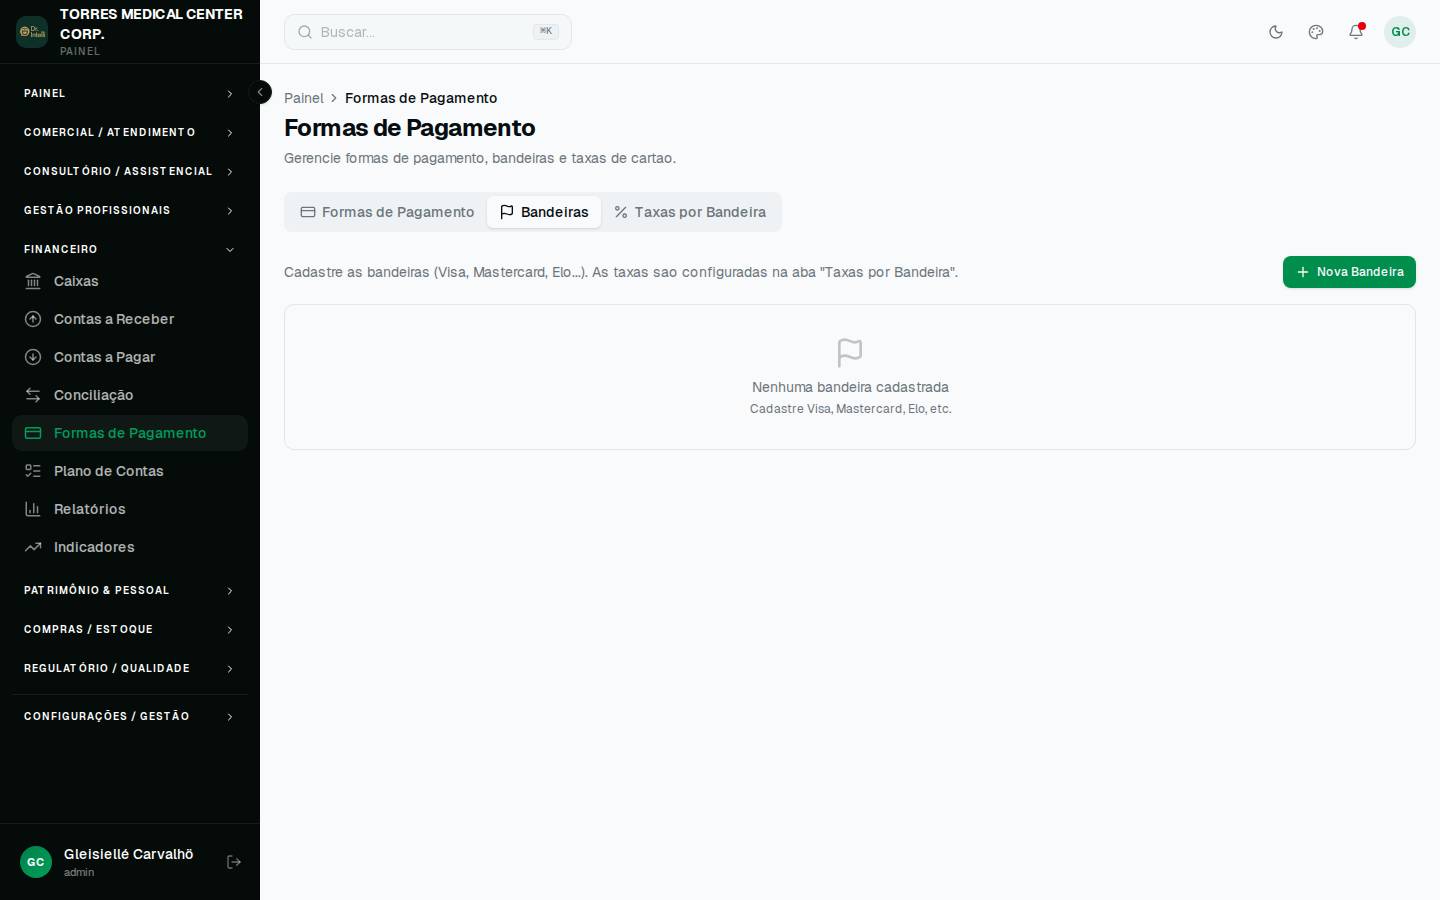 TORRES MEDICAL CENTER
CORP.
PAINEL
Dr.
Intelli
Buscar...
⌘K
GC
PAINEL
COMERCIAL / ATENDIMENTO
CONSULTÓRIO / ASSISTENCIAL
GESTÃO PROFISSIONAIS
FINANCEIRO
Caixas
Contas a Receber
Contas a Pagar
Conciliação
Formas de Pagamento
Plano de Contas
Relatórios
Indicadores
PATRIMÔNIO & PESSOAL
COMPRAS / ESTOQUE
REGULATÓRIO / QUALIDADE
CONFIGURAÇÕES / GESTÃO
GC
Gleisiellé Carvalhö
admin
Painel > Formas de Pagamento
Formas de Pagamento
Gerencie formas de pagamento, bandeiras e taxas de cartao.
Formas de Pagamento
Bandeiras
Taxas por Bandeira
Cadastre as bandeiras (Visa, Mastercard, Elo...). As taxas sao configuradas na aba "Taxas por Bandeira".
Nova Bandeira
Nenhuma bandeira cadastrada
Cadastre Visa, Mastercard, Elo, etc.